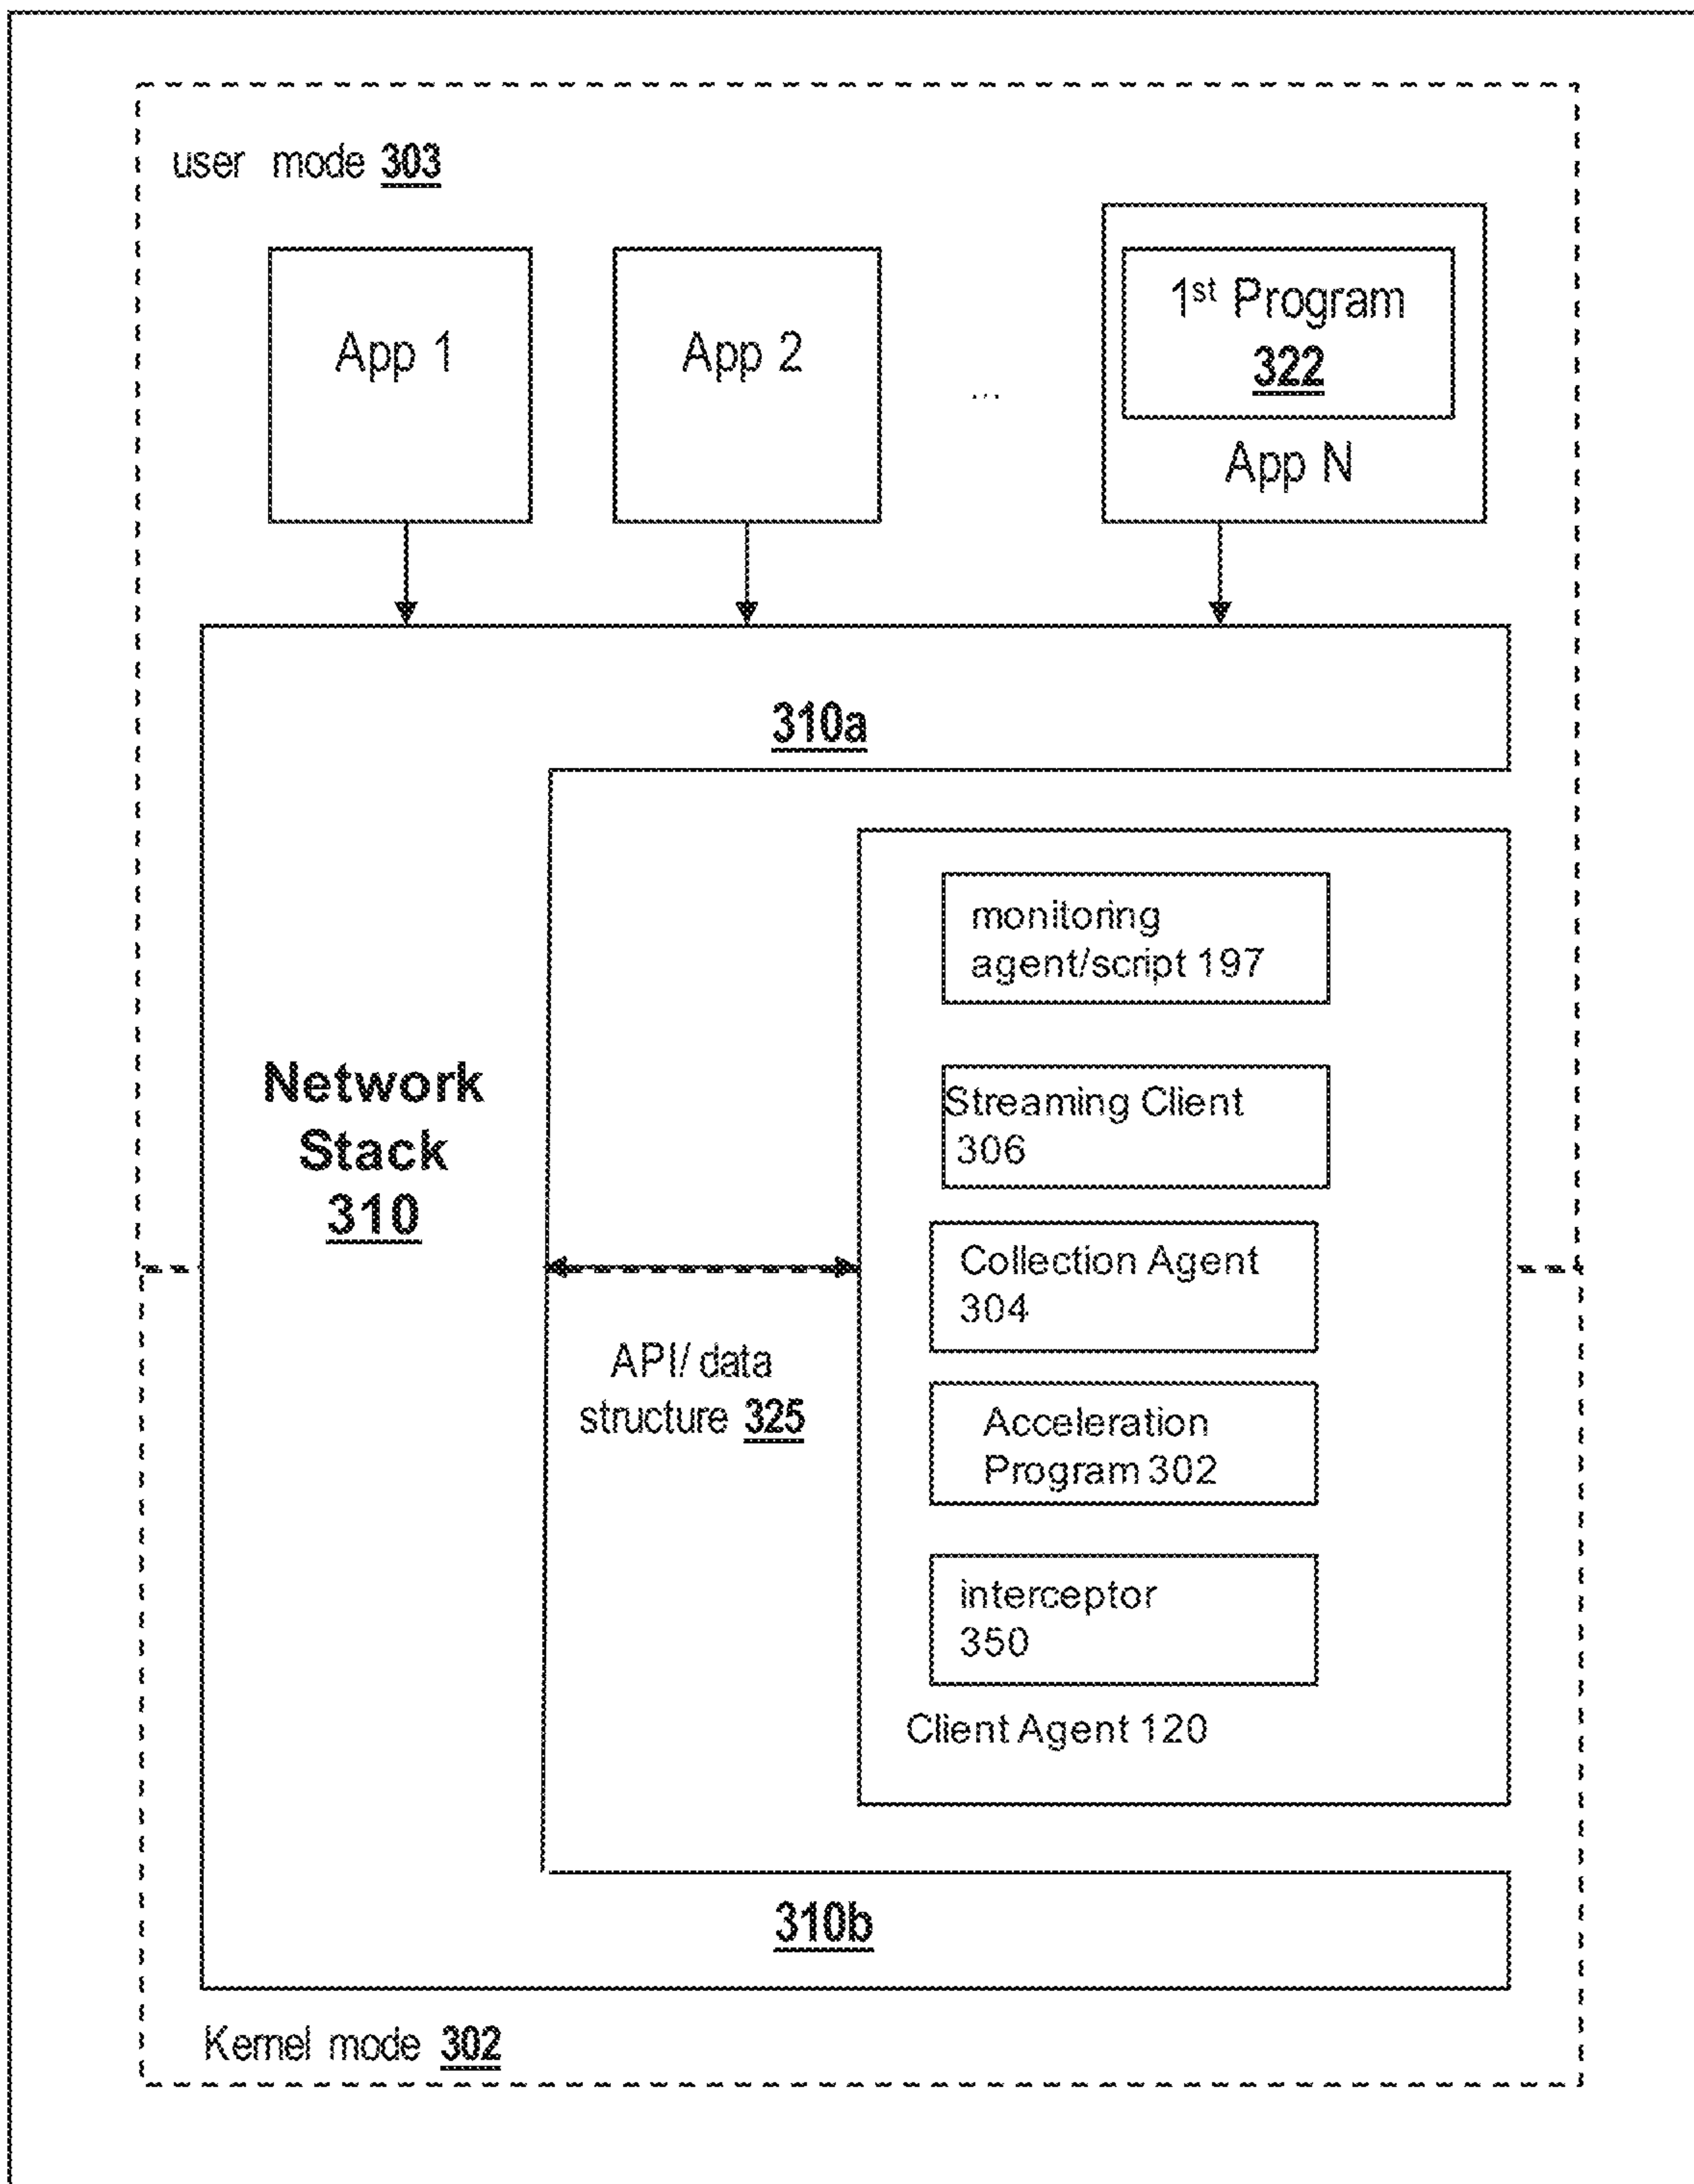 user mode 303
App 1
App 2
...
1st Program
322
App N
310a
Network
Stack
310
monitoring
agent/script 197
Streaming Client
306
Collection Agent
304
API/ data
structure 325
Acceleration
Program 302
interceptor
350
Client Agent 120
310b
Kernel mode 302